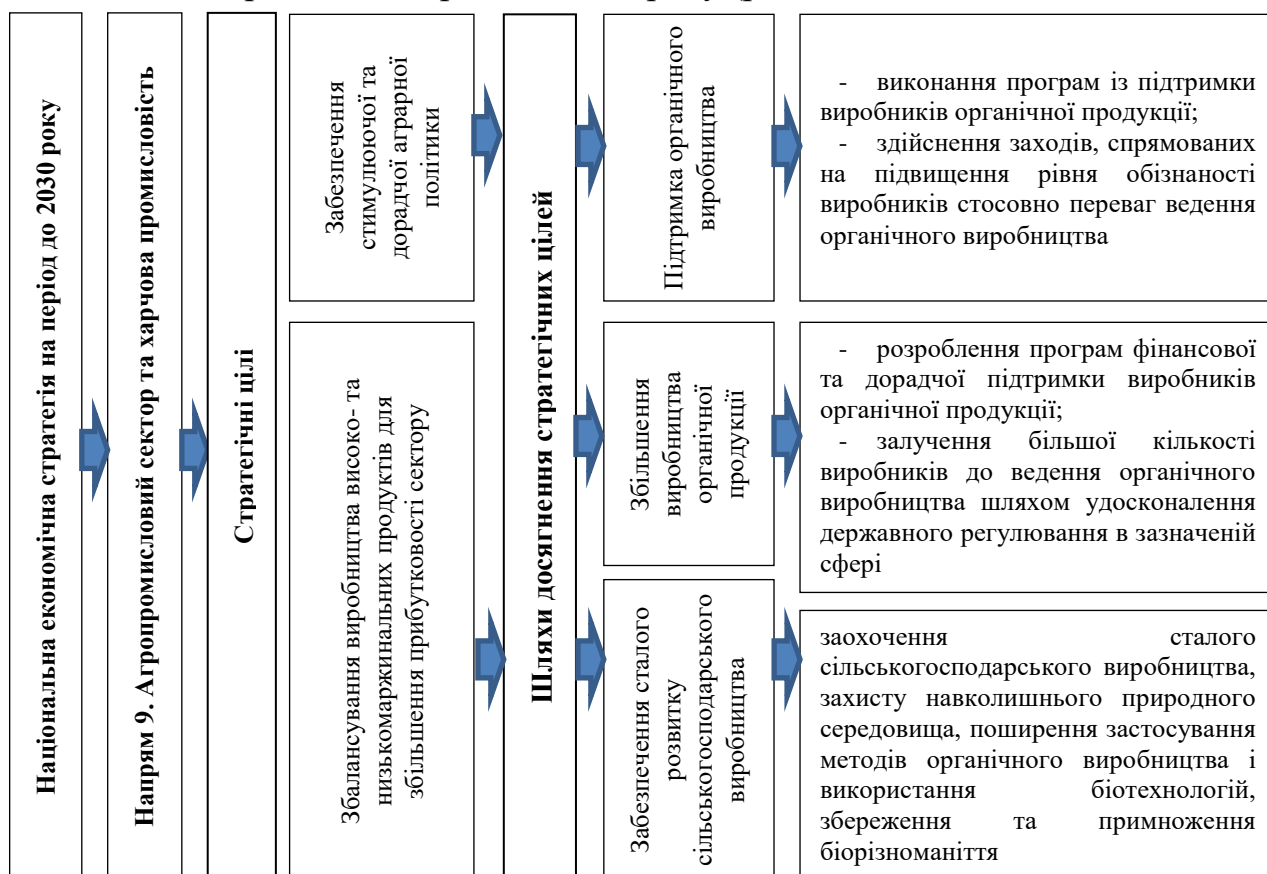 Національна економічна стратегія на період до 2030 року
Напрям 9. Агропромисловий сектор та харчова промисловість
Стратегічні цілі
Забезпечення
стимулюючої та
дорадчої аграрної
політики
Збалансування виробництва високо- та
низькомаржинальних продуктів для
збільшення прибутковості сектору
Шляхи досягнення стратегічних цілей
Підтримка органічного
виробництва
Збільшення
виробництва
органічної
продукції
Забезпечення сталого
розвитку
сільськогосподарського
виробництва
- виконання програм із підтримки
виробників органічної продукції;
- здійснення заходів, спрямованих
на підвищення рівня обізнаності
виробників стосовно переваг ведення
органічного виробництва
- розроблення програм фінансової
та дорадчої підтримки виробників
органічної продукції;
- залучення більшої кількості
виробників до ведення органічного
виробництва шляхом удосконалення
державного регулювання в зазначеній
сфері
заохочення сталого
сільськогосподарського виробництва,
захисту навколишнього природного
середовища, поширення застосування
методів органічного виробництва і
використання біотехнологій,
збереження та примноження
біорізноманіття